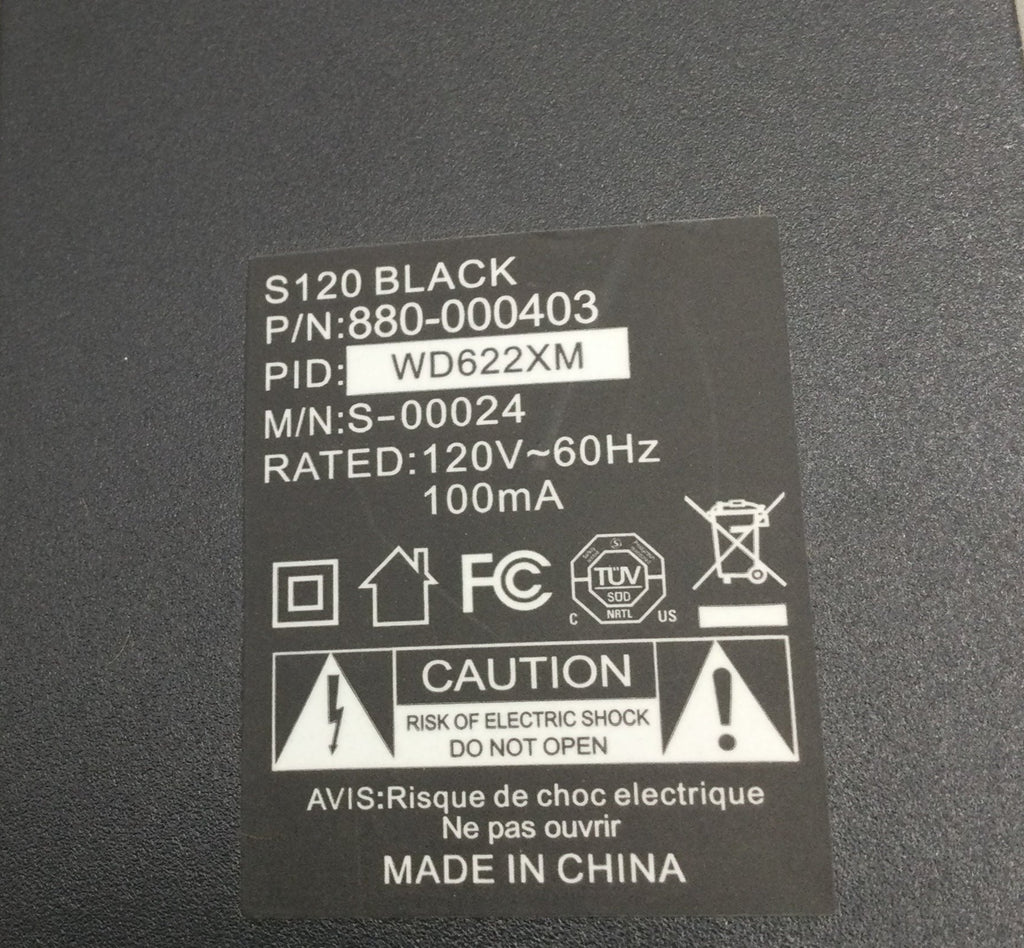 S120 BLACK
P/N:880-000403
PID: WD622XM
M/N:S-00024
RATED:120V~60Hz
100mA
FC
TÜV
SÜD
C NRTL US
CAUTION
RISK OF ELECTRIC SHOCK
DO NOT OPEN
AVIS:Risque de choc electrique
Ne pas ouvrir
MADE IN CHINA